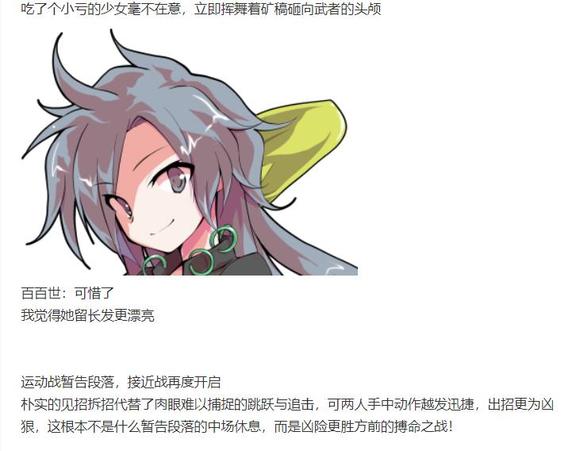 吃了个小亏的少女毫不在意，立即挥舞着矿稿砸向武者的头颅
百百世：可惜了
我觉得她留长发更漂亮
运动战暂告段落，接近战再度开启
朴实的见招拆招代替了肉眼难以捕捉的跳跃与追击，可两人手中动作越发迅捷，出招更为凶
狠，这根本不是什么暂告段落的中场休息，而是凶险更胜方前的搏命之战！